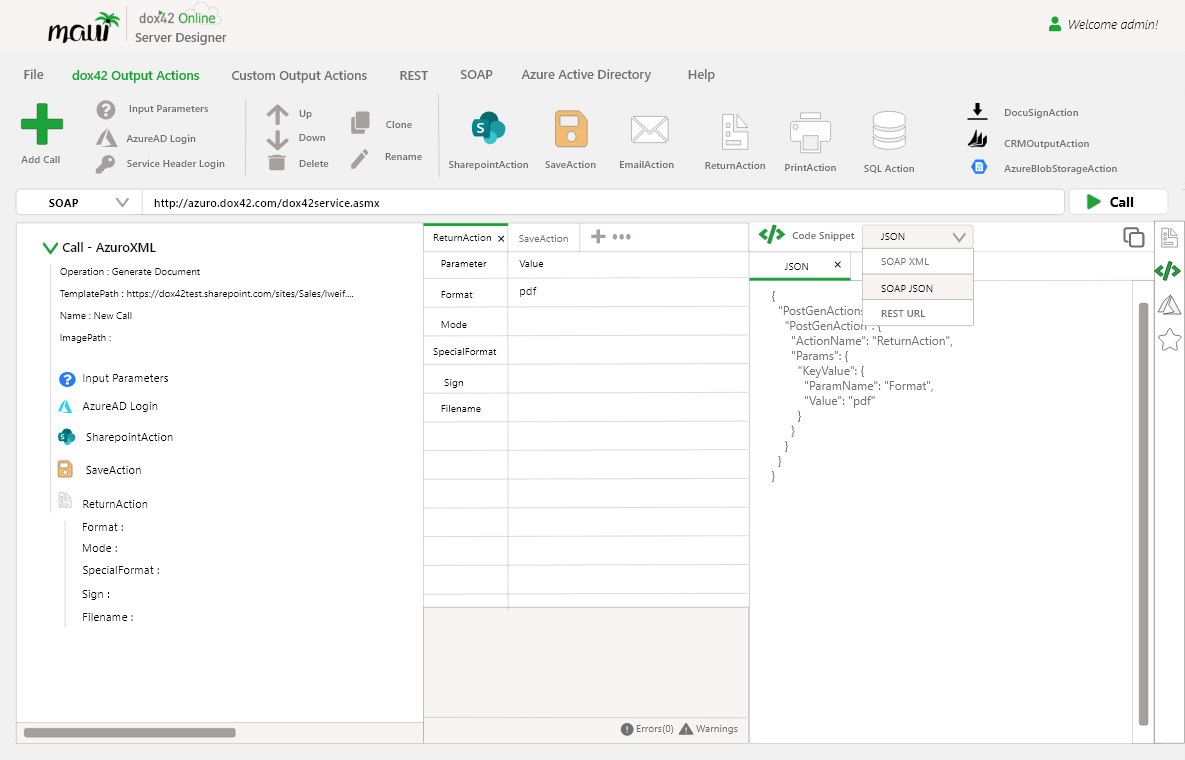 maui
dox42 Online
Server Designer
Welcome admin!
File
dox42 Output Actions
Custom Output Actions
REST
SOAP
Azure Active Directory
Help
Add Call
Input Parameters
AzureAD Login
Service Header Login
Up
Down
Delete
Clone
Rename
SharepointAction
SaveAction
EmailAction
ReturnAction
PrintAction
SQL Action
DocuSignAction
CRMOutputAction
AzureBlobStorageAction
SOAP
http://azuro.dox42.com/dox42service.asmx
Call
Call - AzuroXML
Operation : Generate Document
TemplatePath : https://dox42test.sharepoint.com/sites/Sales/Iweif....
Name : New Call
ImagePath :
Input Parameters
AzureAD Login
SharepointAction
SaveAction
ReturnAction
Format :
Mode :
SpecialFormat :
Sign :
Filename :
ReturnAction x
SaveAction
Parameter Value
Format pdf
Mode
SpecialFormat
Sign
Filename
Errors(0) Warnings
</> Code Snippet
JSON
SOAP XML
SOAP JSON
REST URL
JSON x
{
"PostGenActions
"PostGenAction": {
"ActionName": "ReturnAction",
"Params": {
"KeyValue": {
"ParamName": "Format",
"Value": "pdf"
}
}
}
}
}
</>